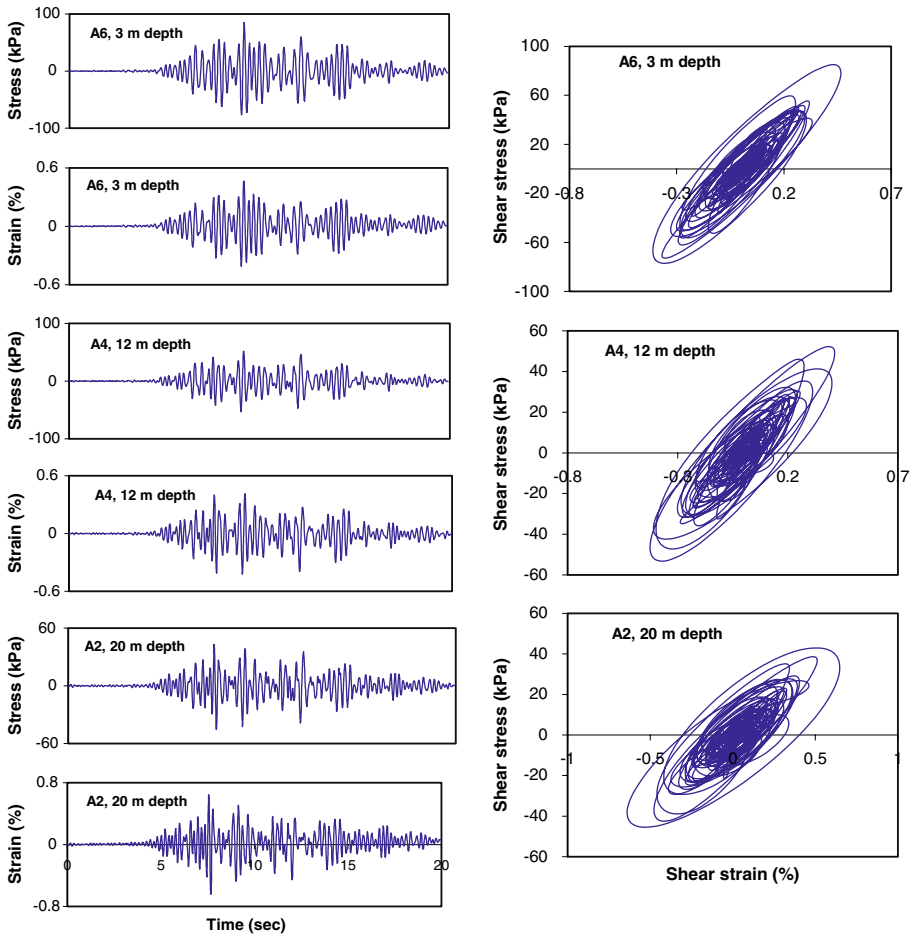 100
0
-100
Stress (kPa)
A6, 3 m depth
0.6
0
-0.6
Strain (%)
A6, 3 m depth
100
0
-100
Stress (kPa)
A4, 12 m depth
0.6
0
-0.6
Strain (%)
A4, 12 m depth
60
0
-60
Stress (kPa)
A2, 20 m depth
0.8
0
-0.8
Strain (%)
A2, 20 m depth
0 5 10 15 20
Time (sec)
100
60
20
-20
-60
-100
Shear stress (kPa)
A6, 3 m depth
-0.8 -0.3 0.2 0.7
60
40
20
0
-20
-40
-60
Shear stress (kPa)
A4, 12 m depth
-0.8 -0.3 0.2 0.7
60
40
20
0
-20
-40
-60
Shear stress (kPa)
A2, 20 m depth
-1 -0.5 0 0.5 1
Shear strain (%)